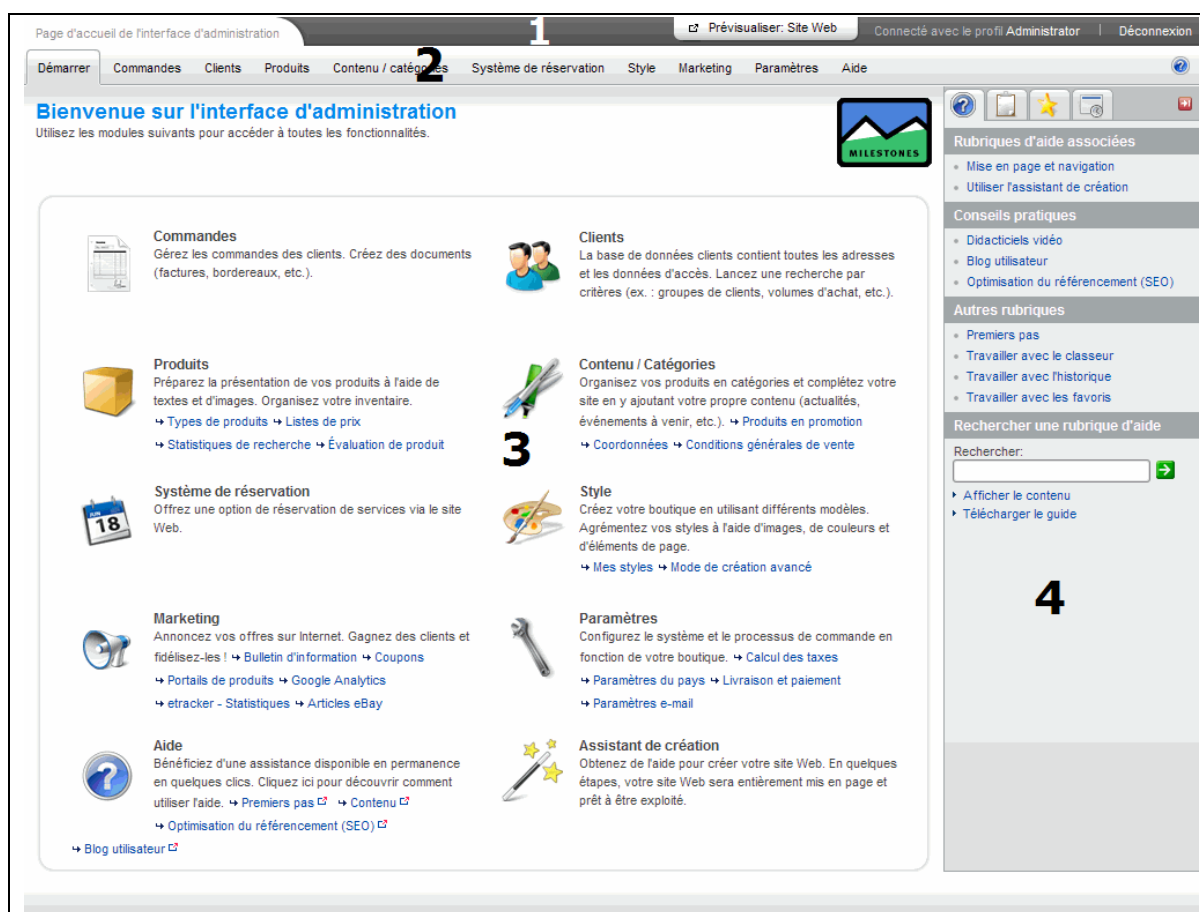 Page d'accueil de l'interface d'administration
1
Prévisualiser: Site Web
Connecté avec le profil Administrator | Déconnexion
Démarrer Commandes Clients Produits Contenu / catégories Système de réservation Style Marketing Paramètres Aide
2
Bienvenue sur l'interface d'administration
Utilisez les modules suivants pour accéder à toutes les fonctionnalités.
MILESTONES
Commandes
Gérez les commandes des clients. Créez des documents
(factures, bordereaux, etc.).
Clients
La base de données clients contient toutes les adresses
et les données d'accès. Lancez une recherche par
critères (ex. : groupes de clients, volumes d'achat, etc.).
Produits
Préparez la présentation de vos produits à l'aide de
textes et d'images. Organisez votre inventaire.
Types de produits Listes de prix
Statistiques de recherche Évaluation de produit
Contenu / Catégories
Organisez vos produits en catégories et complétez votre
site en y ajoutant votre propre contenu (actualités,
événements à venir, etc.). Produits en promotion
Coordonnées Conditions générales de vente
3
Système de réservation
Offrez une option de réservation de services via le site
Web.
JUN
18
Style
Créez votre boutique en utilisant différents modèles.
Agrémentez vos styles à l'aide d'images, de couleurs et
d'éléments de page.
Mes styles Mode de création avancé
Marketing
Annoncez vos offres sur Internet. Gagnez des clients et
fidélisez-les ! Bulletin d'information Coupons
Portails de produits Google Analytics
etracker - Statistiques Articles eBay
Paramètres
Configurez le système et le processus de commande en
fonction de votre boutique. Calcul des taxes
Paramètres du pays Livraison et paiement
Paramètres e-mail
Aide
Bénéficiez d'une assistance disponible en permanence
en quelques clics. Cliquez ici pour découvrir comment
utiliser l'aide. Premiers pas Contenu
Optimisation du référencement (SEO)
Blog utilisateur
Assistant de création
Obtenez de l'aide pour créer votre site Web. En quelques
étapes, votre site Web sera entièrement mis en page et
prêt à être exploité.
Rubriques d'aide associées
Mise en page et navigation
Utiliser l'assistant de création
Conseils pratiques
Didacticiels vidéo
Blog utilisateur
Optimisation du référencement (SEO)
Autres rubriques
Premiers pas
Travailler avec le classeur
Travailler avec l'historique
Travailler avec les favoris
Rechercher une rubrique d'aide
Rechercher:
Afficher le contenu
Télécharger le guide
4